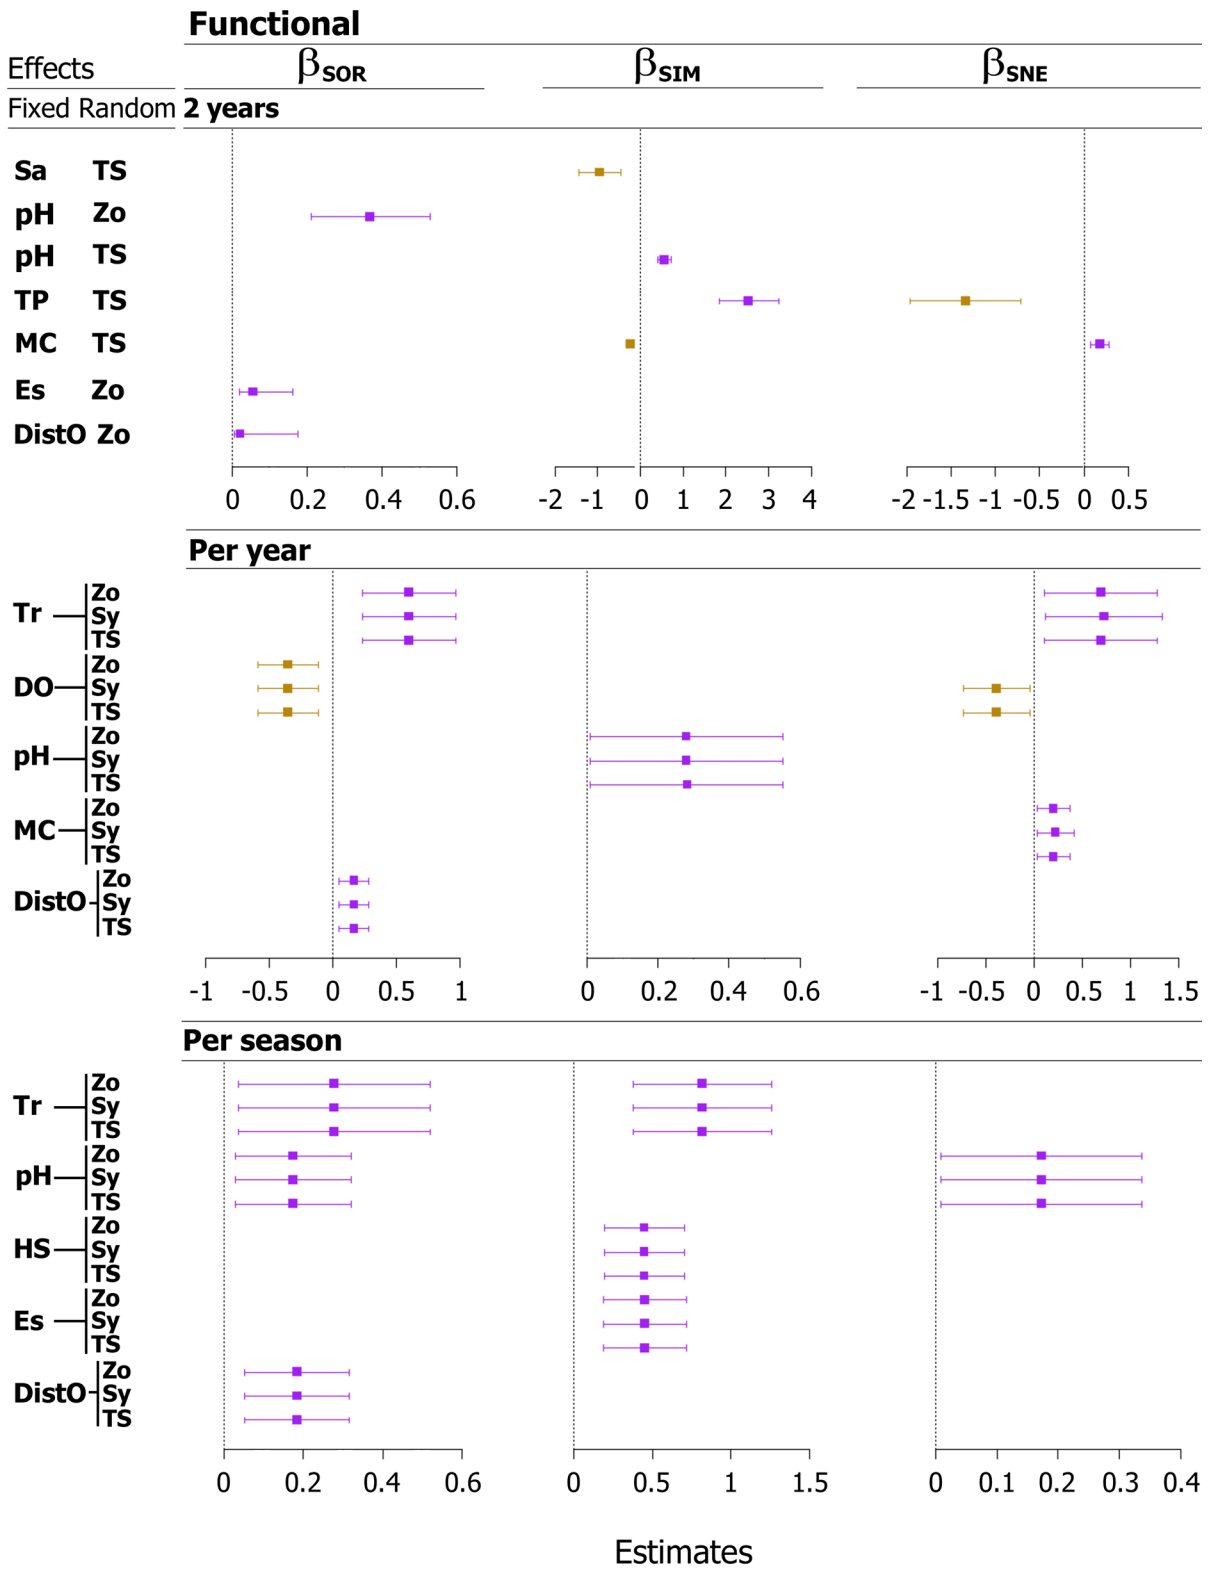 Functional
Effects βSOR βSIM βSNE
Fixed Random 2 years
Sa TS
pH Zo
pH TS
TP TS
MC TS
Es Zo
DistO Zo
0 0.2 0.4 0.6 -2 -1 0 1 2 3 4 -2 -1.5 -1 -0.5 0 0.5
Per year
Zo
Tr Sy
TS
Zo
DO Sy
TS
Zo
pH Sy
TS
Zo
MC Sy
TS
Zo
DistO Sy
TS
-1 -0.5 0 0.5 1 0 0.2 0.4 0.6 -1 -0.5 0 0.5 1 1.5
Per season
Zo
Tr Sy
TS
Zo
pH Sy
TS
Zo
HS Sy
TS
Zo
Es Sy
TS
Zo
DistO Sy
TS
0 0.2 0.4 0.6 0 0.5 1 1.5 0 0.1 0.2 0.3 0.4
Estimates